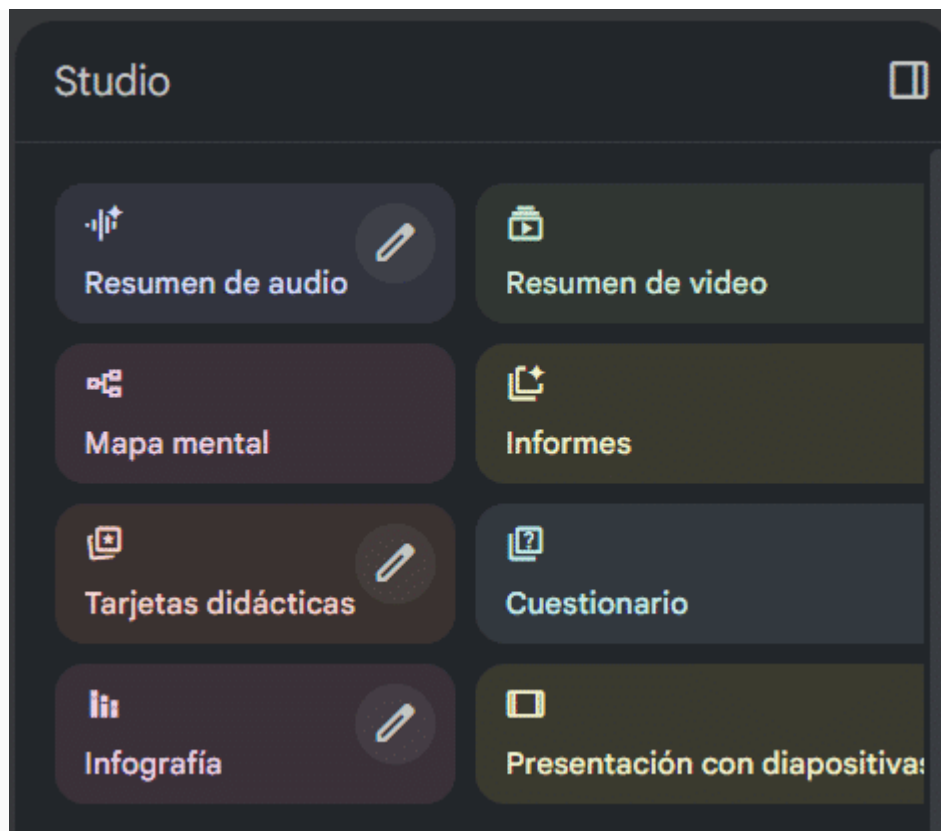 Studio
Resumen de audio
Resumen de video
Mapa mental
Informes
Tarjetas didácticas
Cuestionario
Infografía
Presentación con diapositivas